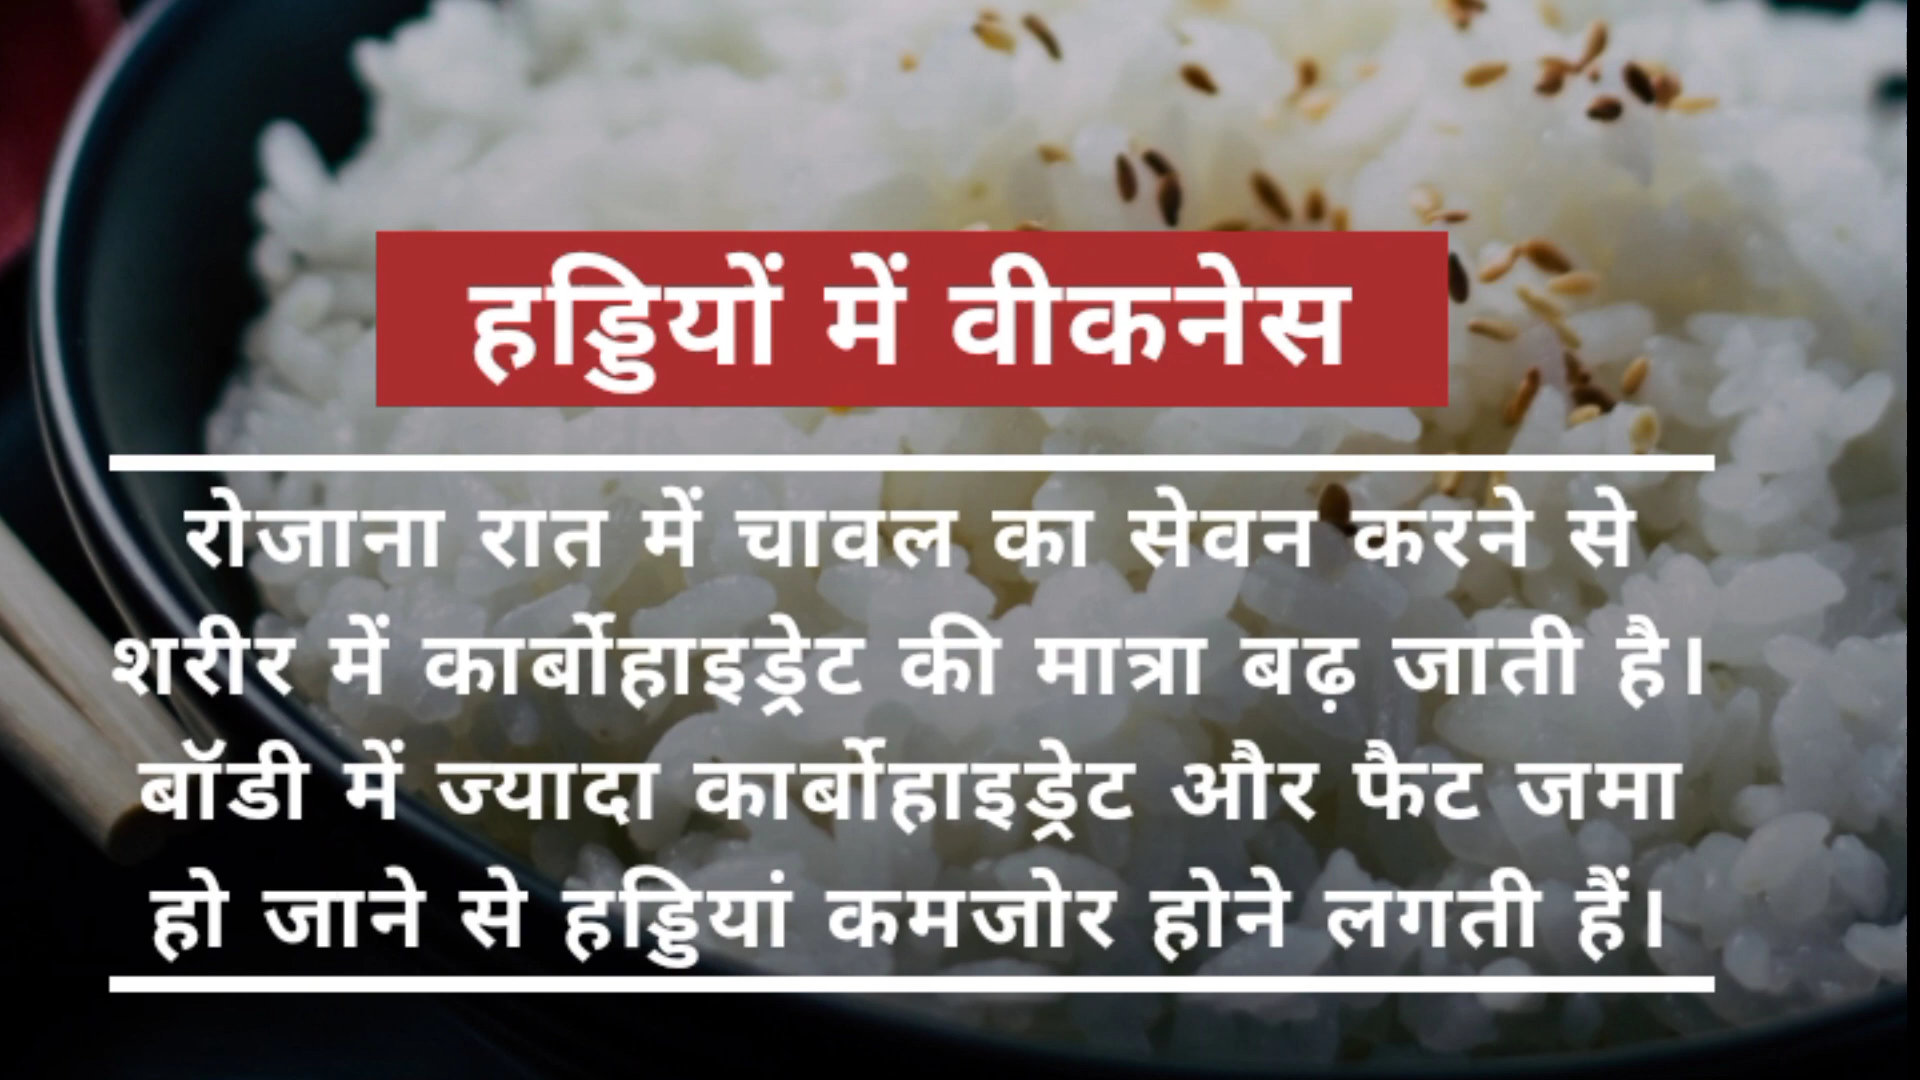 हड्डियों में वीकनेस
रोजाना रात में चावल का सेवन करने से
शरीर में कार्बोहाइड्रेट की मात्रा बढ़ जाती है।
बॉडी में ज्यादा कार्बोहाइड्रेट और फैट जमा
हो जाने से हड्डियां कमजोर होने लगती हैं।